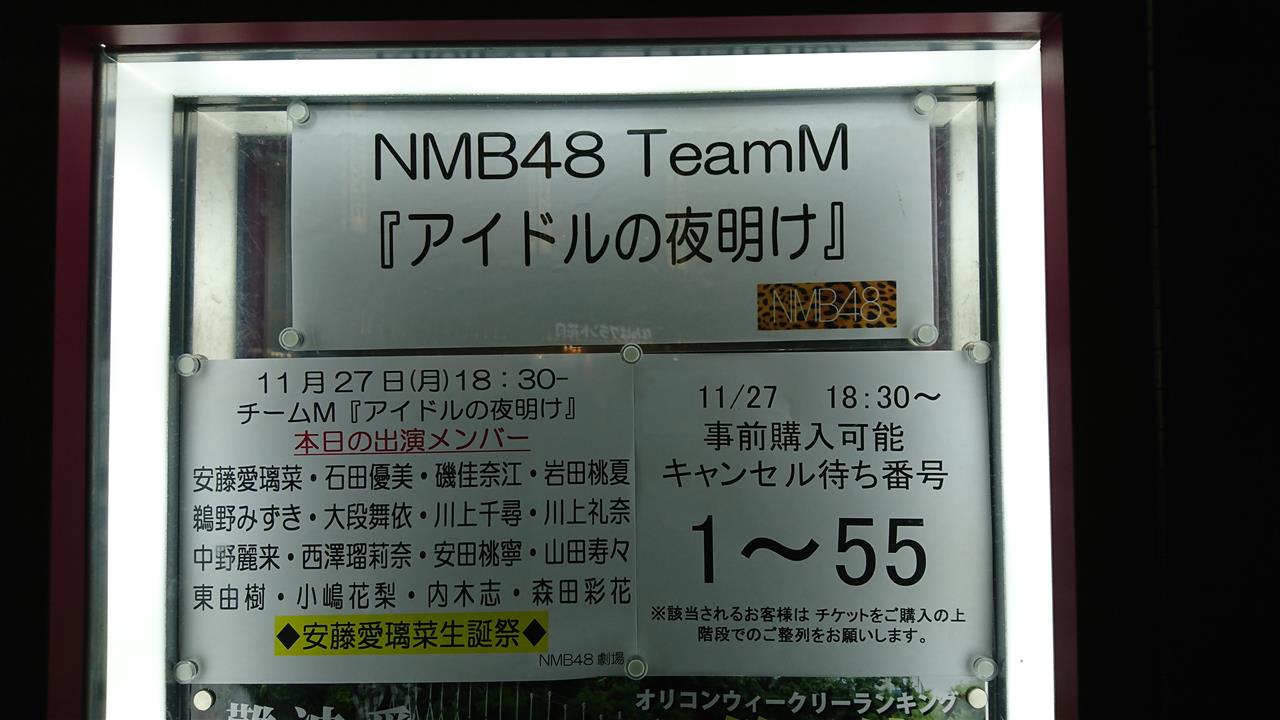 NMB48 TeamM
『アイドルの夜明け』
NMB48
11月27日(月)18：30-
チームM『アイドルの夜明け』
本日の出演メンバー
安藤愛璃菜・石田優美・磯佳奈江・岩田桃夏
鵜野みずき・大段舞依・川上千尋・川上礼奈
中野麗来・西澤瑠莉奈・安田桃寧・山田寿々
東由樹・小嶋花梨・内木志・森田彩花
◆安藤愛璃菜生誕祭◆
NMB48劇場
11/27 18:30～
事前購入可能
キャンセル待ち番号
1～55
※該当されるお客様は チケットをご購入の上
階段でのご整列をお願いします。
オリコンウィークリーランキング